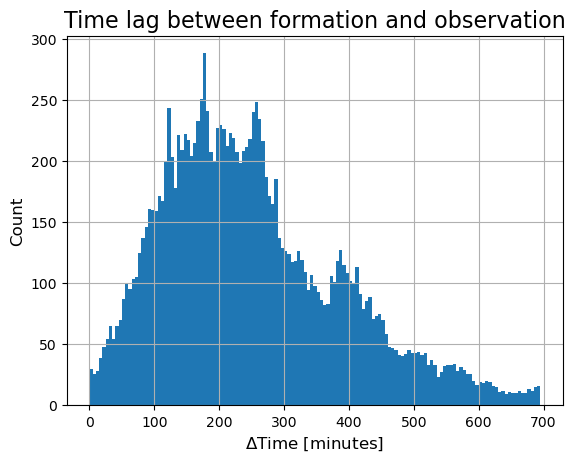 Time lag between formation and observation
300
250
200
150
100
50
0
Count
0 100 200 300 400 500 600 700
ΔTime [minutes]